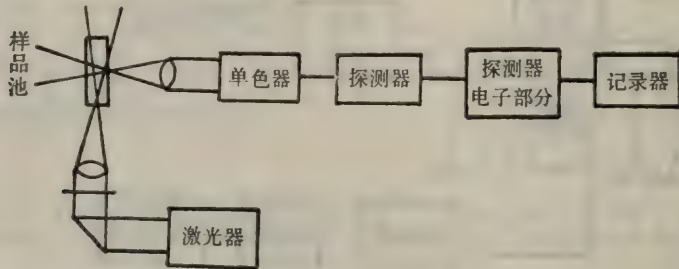 样品池
单色器
探测器
探测器
电子部分
记录器
激光器